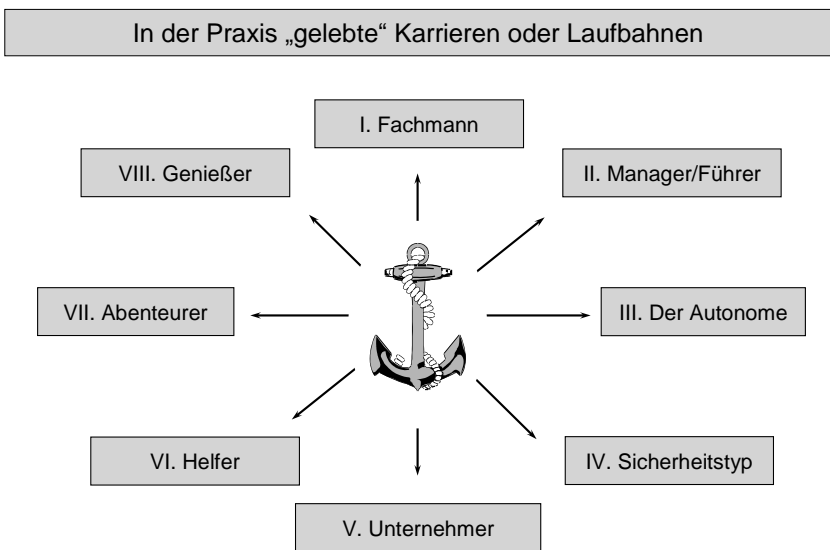 In der Praxis „gelebte“ Karrieren oder Laufbahnen
I. Fachmann
II. Manager/Führer
III. Der Autonome
IV. Sicherheitstyp
V. Unternehmer
VI. Helfer
VII. Abenteurer
VIII. Genießer